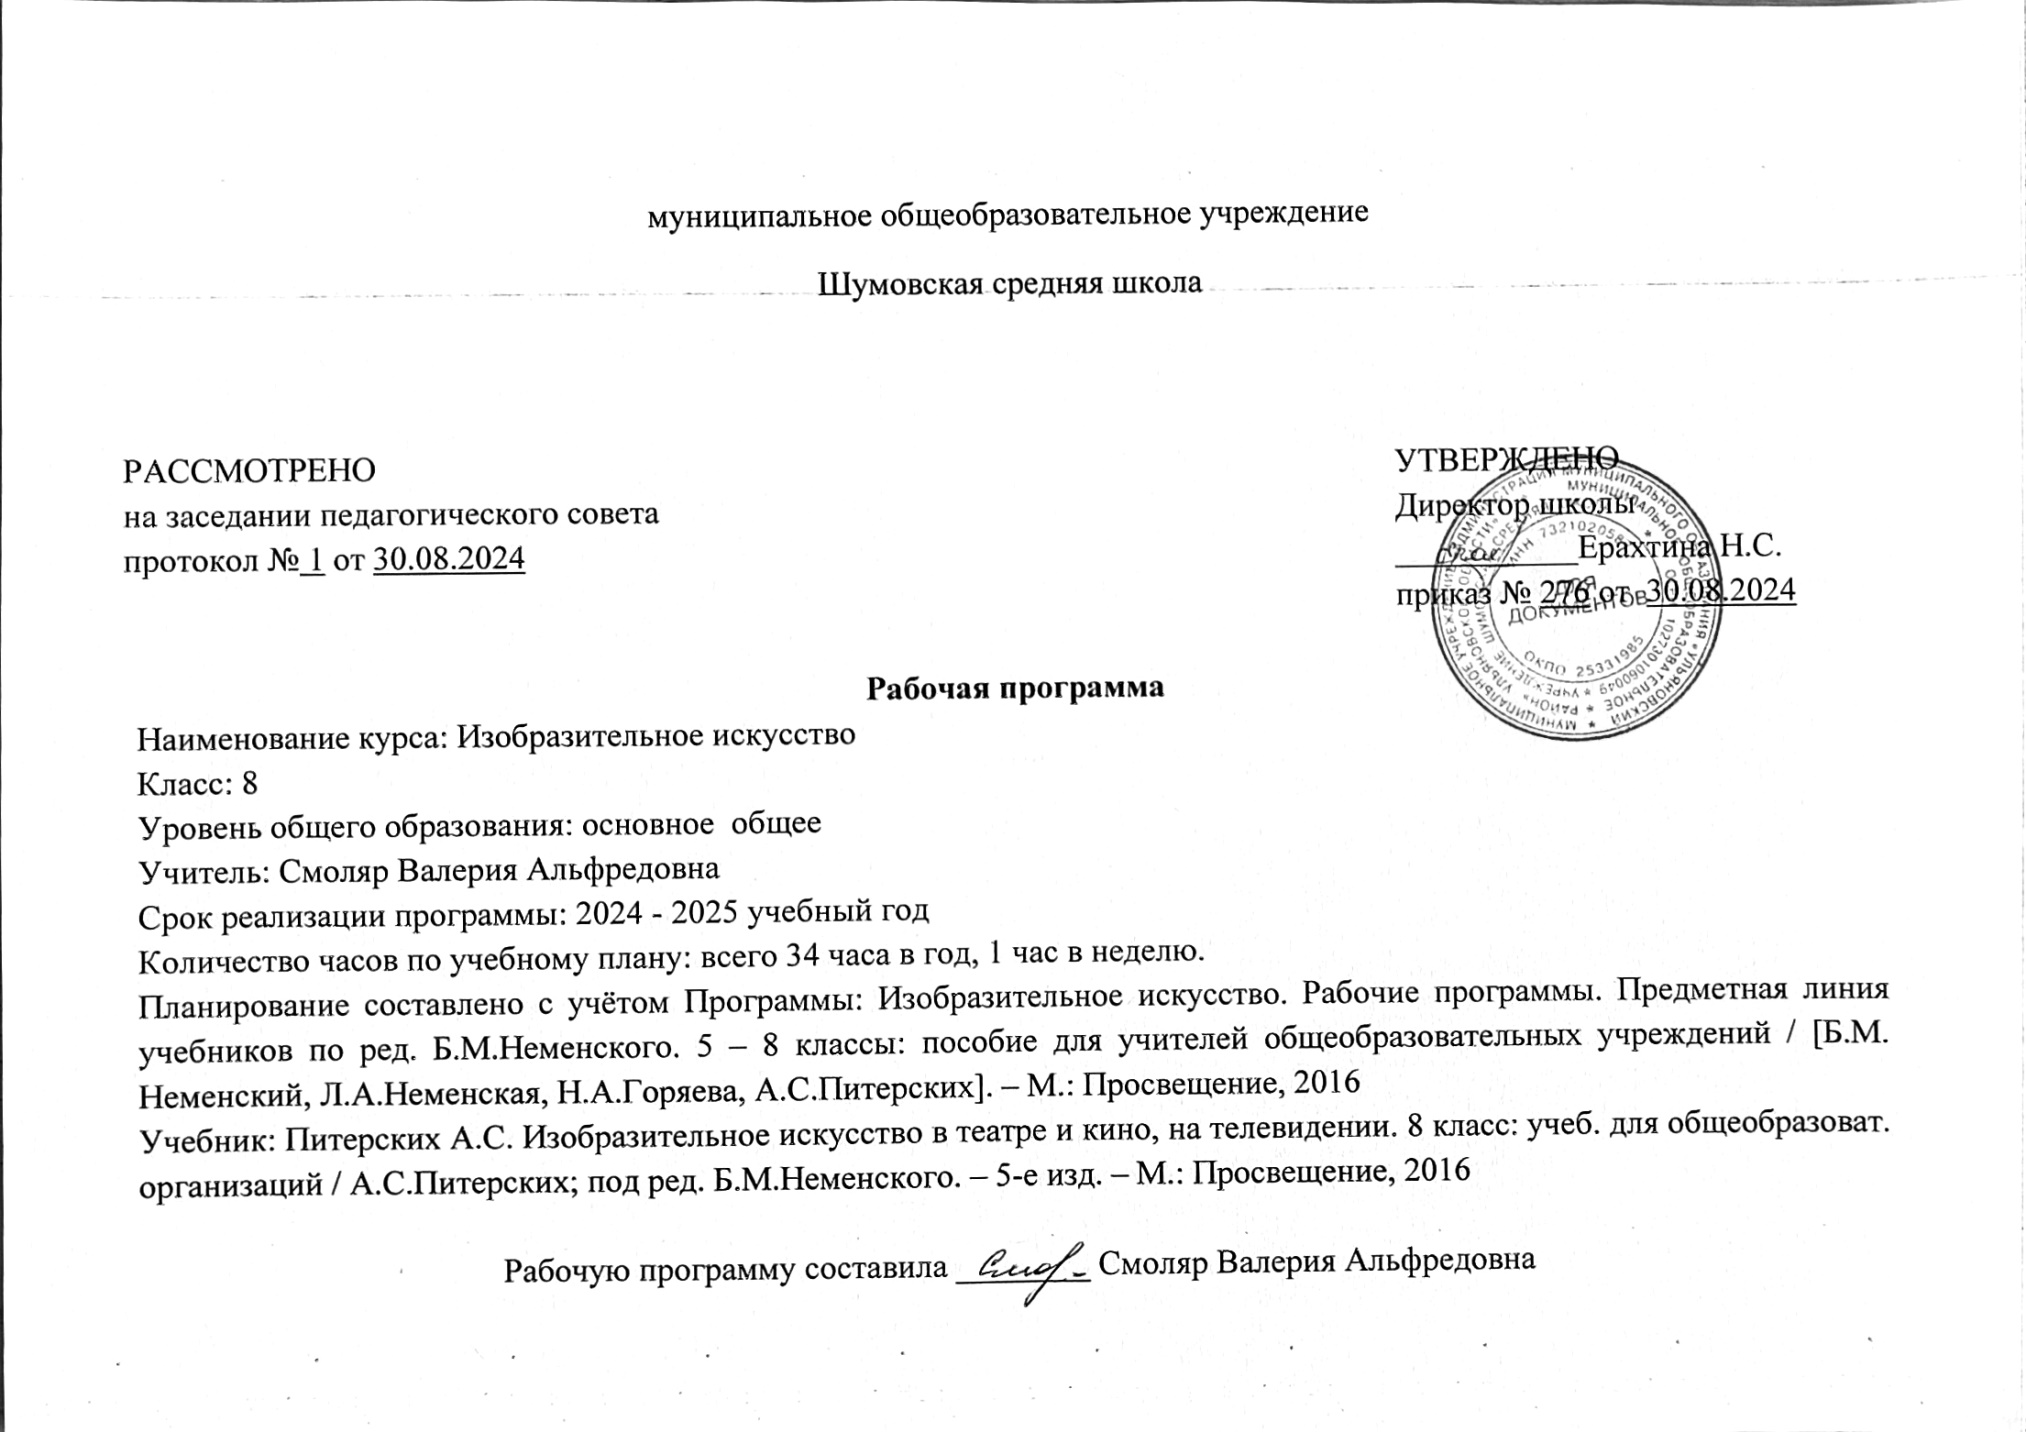 муниципальное общеобразовательное учреждение
Шумовская средняя школа
РАССМОТРЕНО
на заседании педагогического совета
протокол № 1 от 30.08.2024
УТВЕРЖДЕНО
Директор школы
Ерахтина Н.С.
приказ № 276 от 30.08.2024
ДЛЯ
ДОКУМЕНТОВ
ОКПО 25331985
Рабочая программа
Наименование курса: Изобразительное искусство
Класс: 8
Уровень общего образования: основное общее
Учитель: Смоляр Валерия Альфредовна
Срок реализации программы: 2024 - 2025 учебный год
Количество часов по учебному плану: всего 34 часа в год, 1 час в неделю.
Планирование составлено с учётом Программы: Изобразительное искусство. Рабочие программы. Предметная линия
учебников по ред. Б.М.Неменского. 5 – 8 классы: пособие для учителей общеобразовательных учреждений / [Б.М.
Неменский, Л.А.Неменская, Н.А.Горяева, А.С.Питерских]. – М.: Просвещение, 2016
Учебник: Питерских А.С. Изобразительное искусство в театре и кино, на телевидении. 8 класс: учеб. для общеобразоват.
организаций / А.С.Питерских; под ред. Б.М.Неменского. – 5-е изд. – М.: Просвещение, 2016
Рабочую программу составила Смоляр Валерия Альфредовна